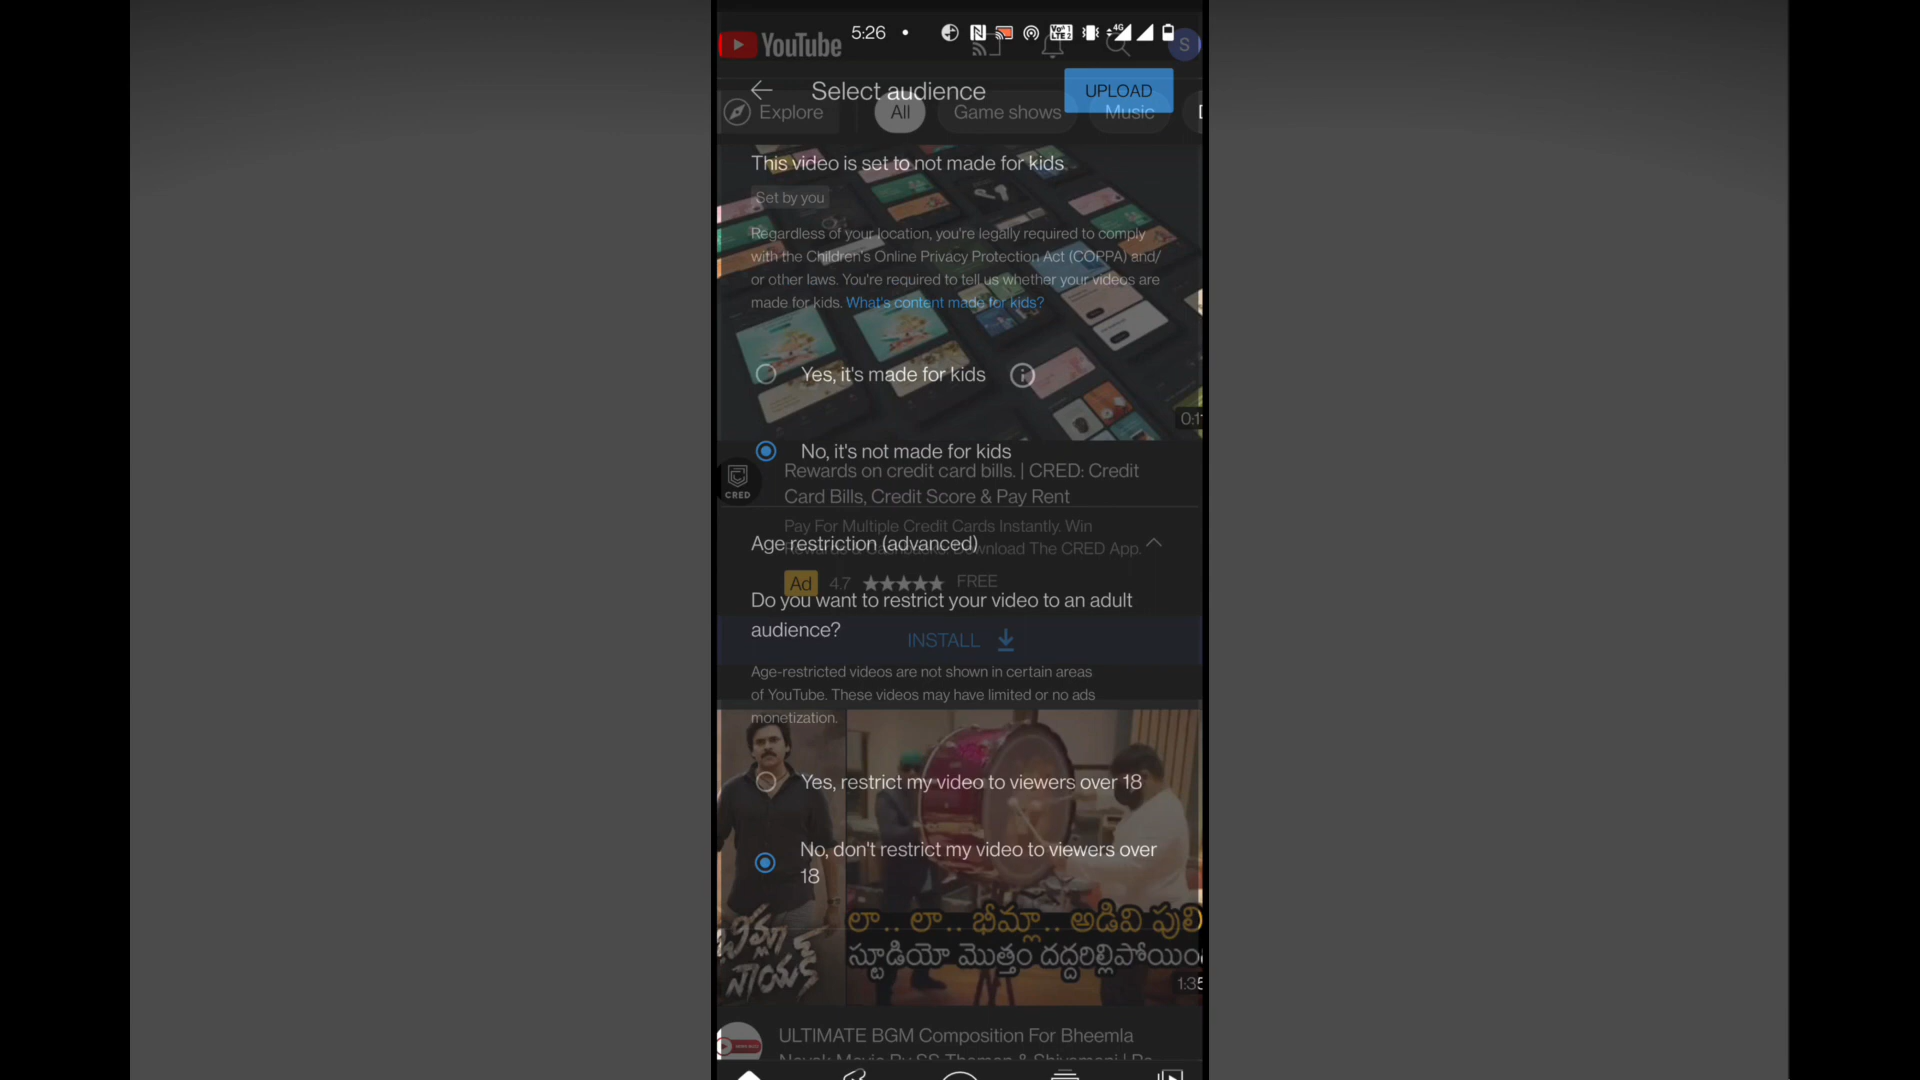 5:26
YouTube
S
Select audience
UPLOAD
Explore
All
Game shows
Music
This video is set to not made for kids
Set by you
Regardless of your location, you're legally required to comply
with the Children's Online Privacy Protection Act (COPPA) and/
or other laws. You're required to tell us whether your videos are
made for kids. What's content made for kids?
Yes, it's made for kids
No, it's not made for kids
Rewards on credit card bills. | CRED: Credit
CRED
Card Bills, Credit Score & Pay Rent
Pay For Multiple Credit Cards Instantly. Win
Age restriction (advanced)
Download The CRED App.
Ad 4.7 ★★★★★ FREE
Do you want to restrict your video to an adult
audience?
INSTALL
Age-restricted videos are not shown in certain areas
of YouTube. These videos may have limited or no ads
monetization.
Yes, restrict my video to viewers over 18
No, don't restrict my video to viewers over
18
లా.. లా.. భీమ్లా.. అడివి పులి
స్టూడియో మొత్తం దద్దరిల్లిపోయింది
భీమ్లా
నాయక్
1:35
ULTIMATE BGM Composition For Bheemla